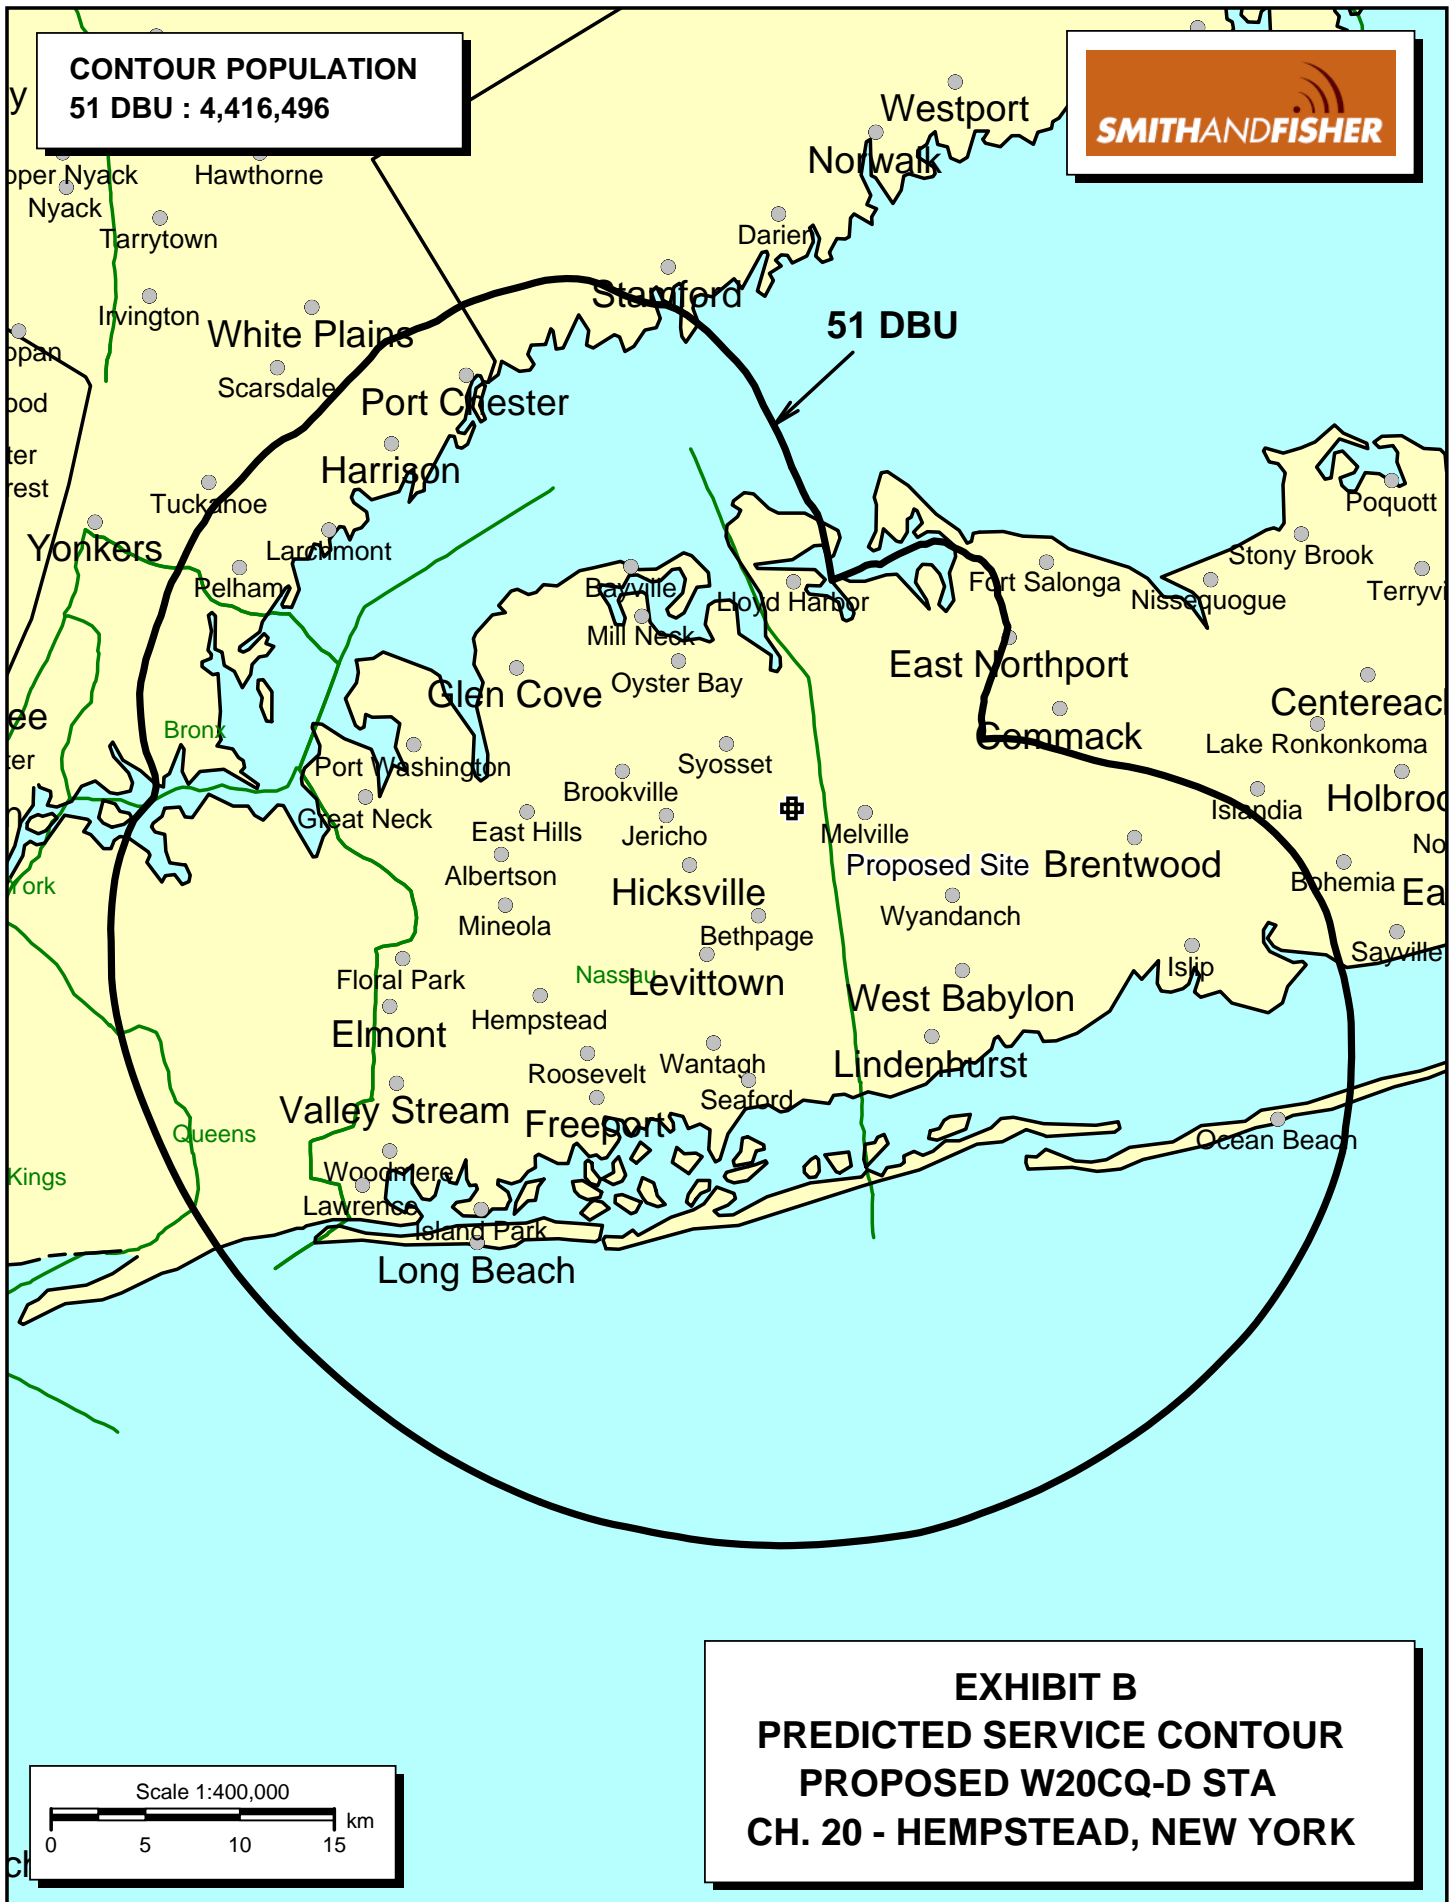 CONTOUR POPULATION
51 DBU : 4,416,496
SMITHANDFISHER
Westport
Norwalk
Hawthorne
Nyack
Nyack
Tarrytown
Darien
Irvington
White Plains
Stamford
51 DBU
Scarsdale
Port Chester
Harrison
Tuckahoe
Poquott
Yonkers
Larchmont
Stony Brook
Pelham
Bayville
Lloyd Harbor
Fort Salonga
Nissequogue
Mill Neck
East Northport
Glen Cove
Oyster Bay
Centereac
Bronx
Commack
Lake Ronkonkoma
Port Washington
Syosset
Brookville
Islandia
Holbroo
Great Neck
East Hills
Jericho
Melville
Proposed Site
Brentwood
Albertson
Hicksville
Bohemia
York
Mineola
Wyandanch
Bethpage
Sayville
Floral Park
Nassau
Levittown
Islip
Elmont
Hempstead
West Babylon
Roosevelt
Wantagh
Lindenhurst
Seaford
Valley Stream
Freeport
Queens
Ocean Beach
Kings
Woodmere
Lawrence
Island Park
Long Beach
EXHIBIT B
PREDICTED SERVICE CONTOUR
PROPOSED W20CQ-D STA
CH. 20 - HEMPSTEAD, NEW YORK
Scale 1:400,000
km
0 5 10 15